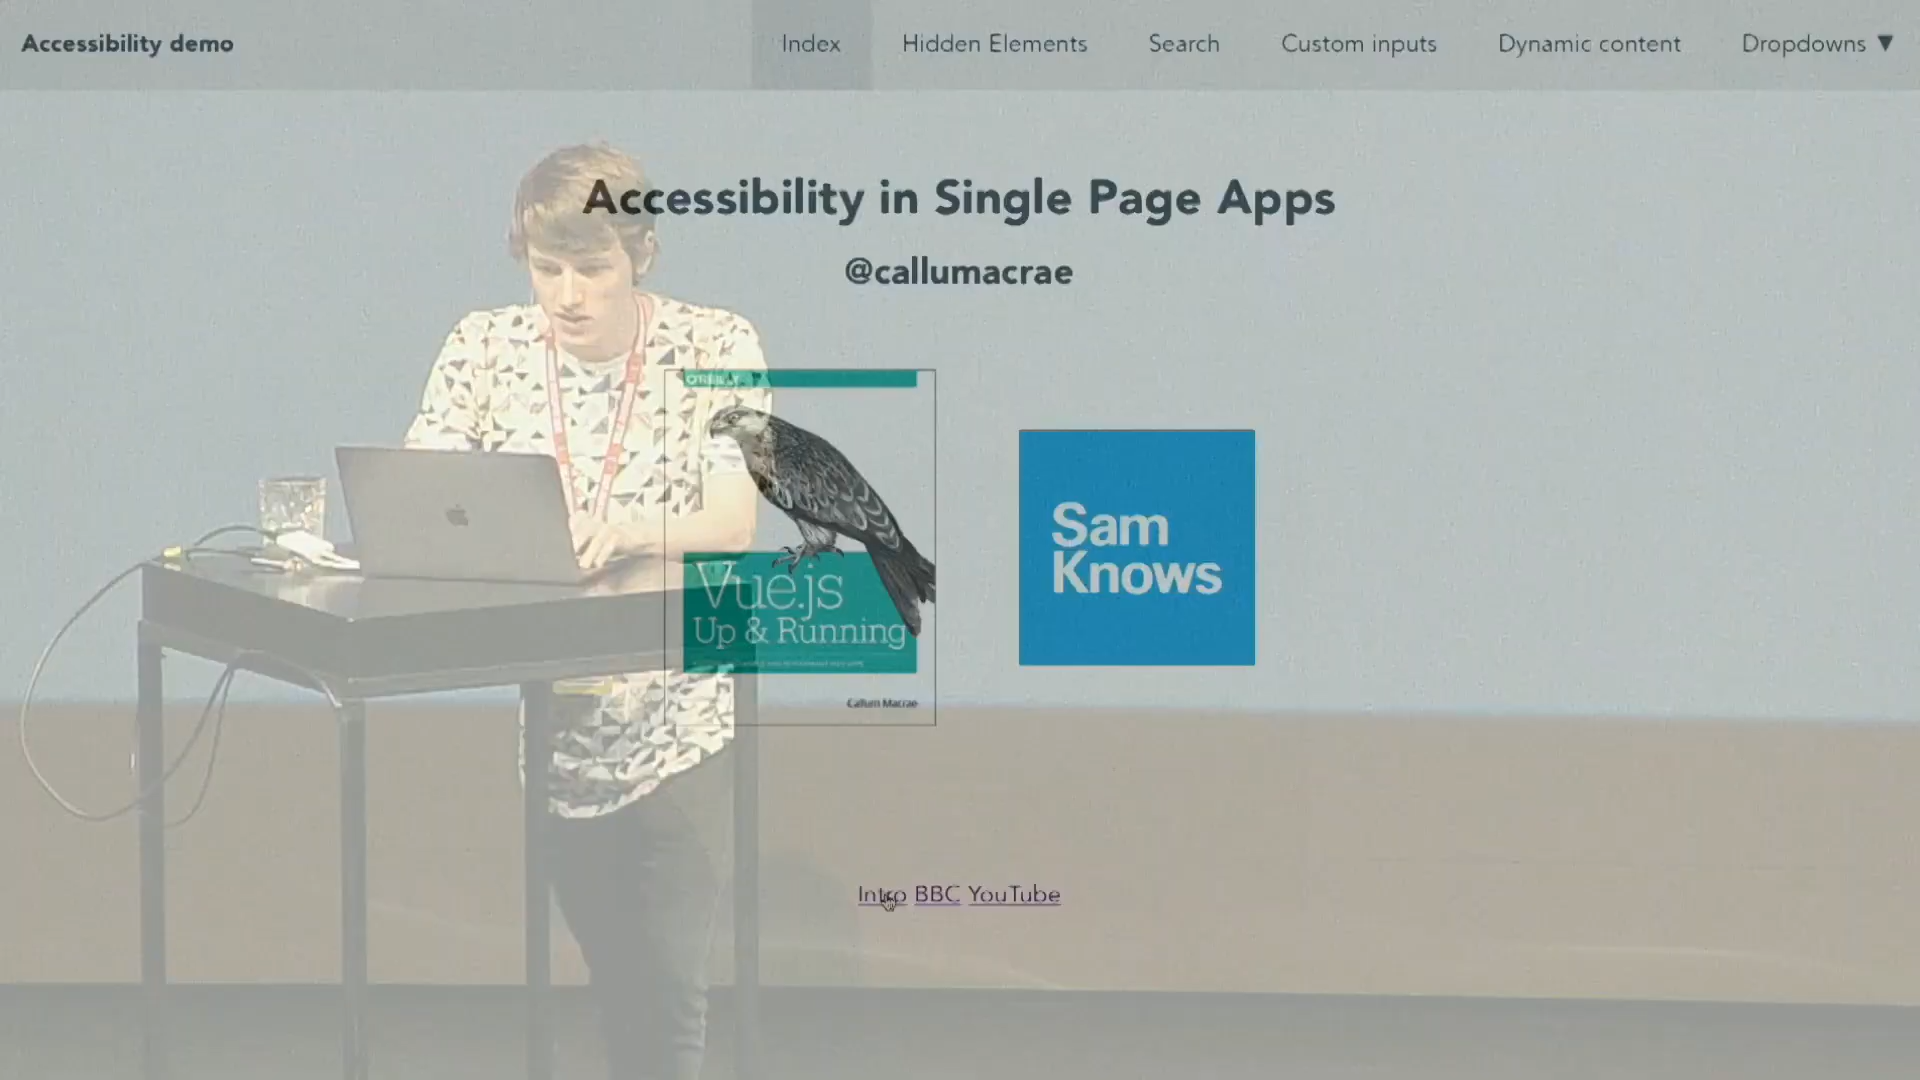 Accessibility demo
Index
Hidden Elements
Search
Custom inputs
Dynamic content
Dropdowns ▼
Accessibility in Single Page Apps
@callumacrae
O'REILLY
Vue.js
Up & Running
Callum Macrae
Sam
Knows
Intro BBC YouTube